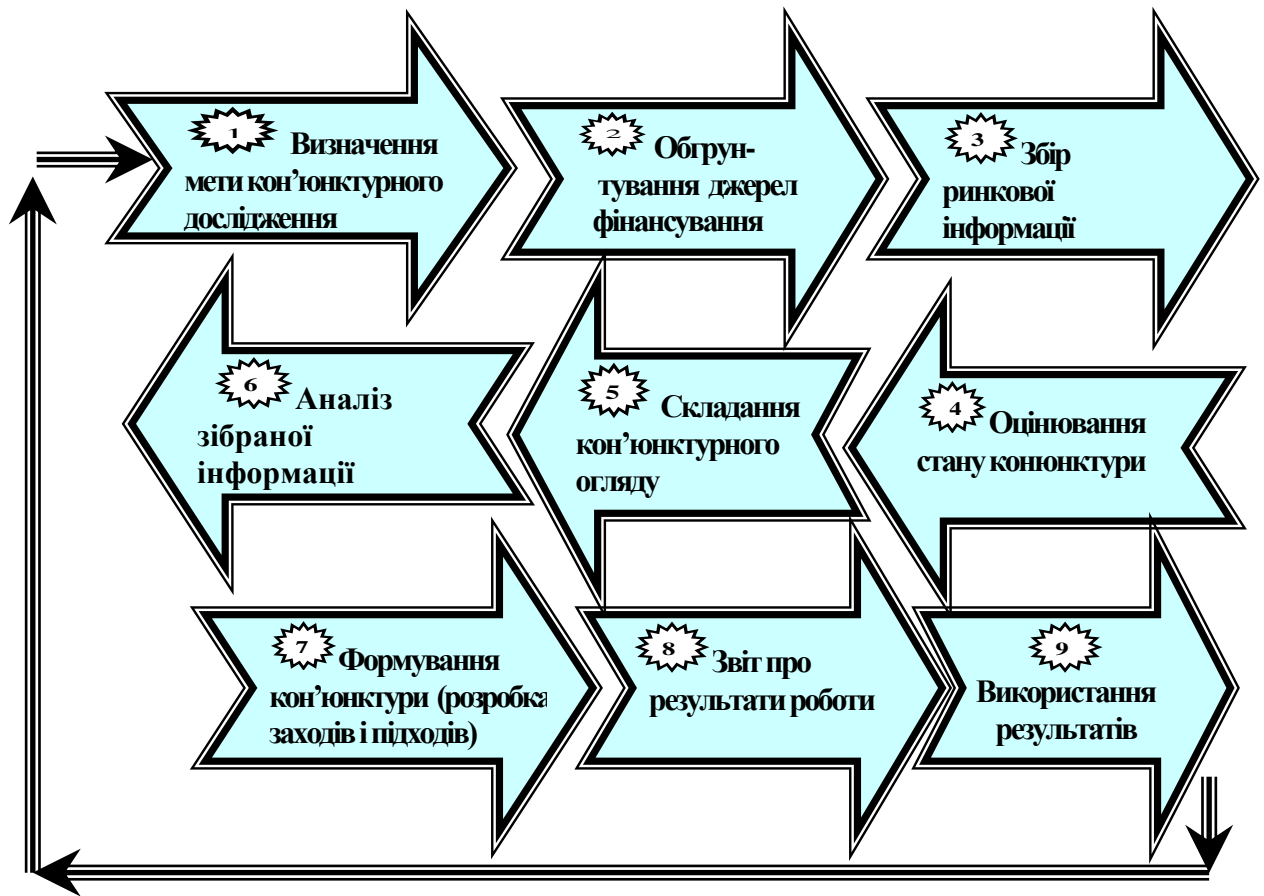 1 Визначення
мети кон’юнктурного
дослідження
2 Обгрун-
тування джерел
фінансування
3 Збір
ринкової
інформації
4 Оцінювання
стану конюнктури
5 Складання
кон’юнктурного
огляду
6 Аналіз
зібраної
інформації
7 Формування
кон’юнктури (розробка
заходів і підходів)
8 Звіт про
результати роботи
9
Використання
результатів